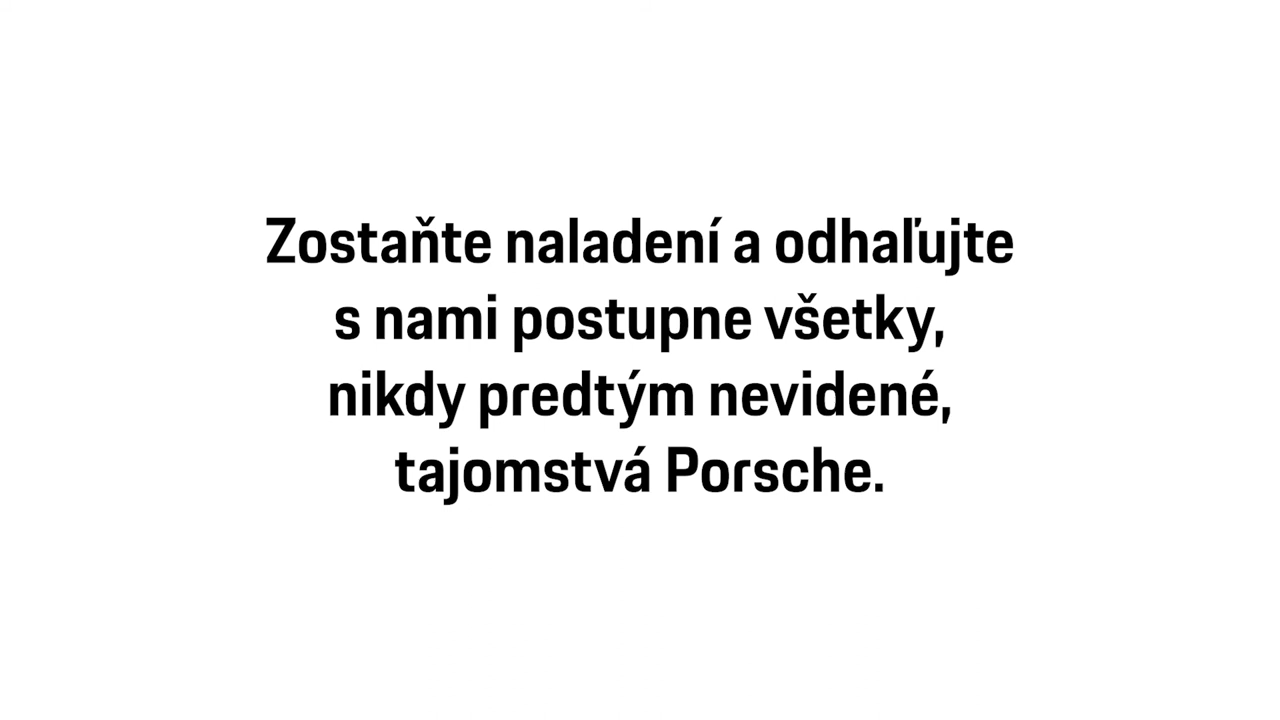 Zostaňte naladení a odhaľujte
s nami postupne všetky,
nikdy predtým nevidené,
tajomstvá Porsche.